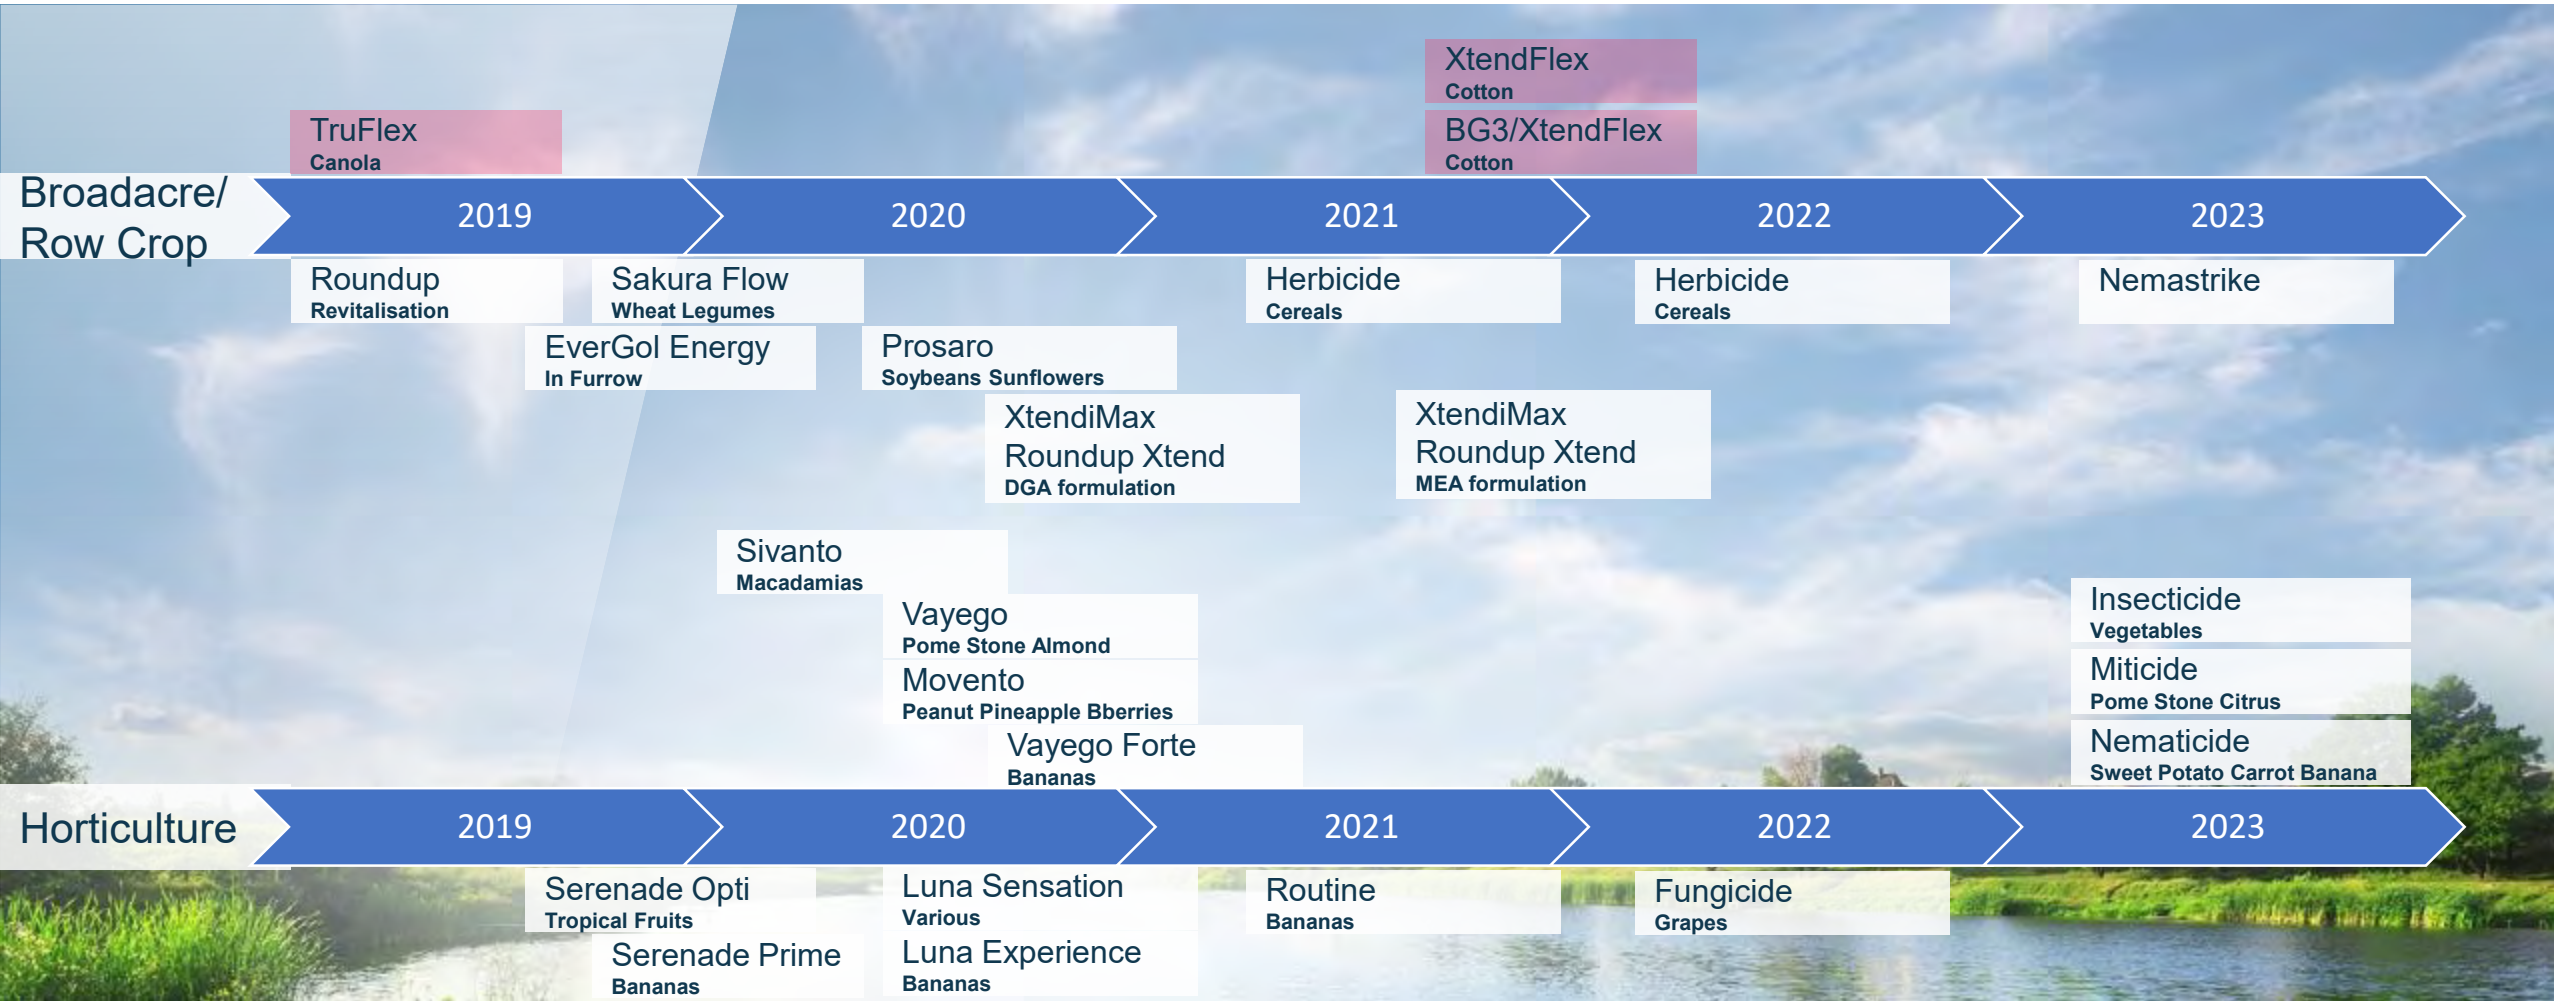 XtendFlex
Cotton
TruFlex
Canola
BG3/XtendFlex
Cotton
Broadacre/
Row Crop
2019
2020
2021
2022
2023
Roundup
Revitalisation
Sakura Flow
Wheat Legumes
Herbicide
Cereals
Herbicide
Cereals
Nemastrike
EverGol Energy
In Furrow
Prosaro
Soybeans Sunflowers
XtendiMax
Roundup Xtend
DGA formulation
XtendiMax
Roundup Xtend
MEA formulation
Sivanto
Macadamias
Vayego
Pome Stone Almond
Movento
Peanut Pineapple Bberries
Vayego Forte
Bananas
Insecticide
Vegetables
Miticide
Pome Stone Citrus
Nematicide
Sweet Potato Carrot Banana
Horticulture
2019
2020
2021
2022
2023
Serenade Opti
Tropical Fruits
Serenade Prime
Bananas
Luna Sensation
Various
Luna Experience
Bananas
Routine
Bananas
Fungicide
Grapes